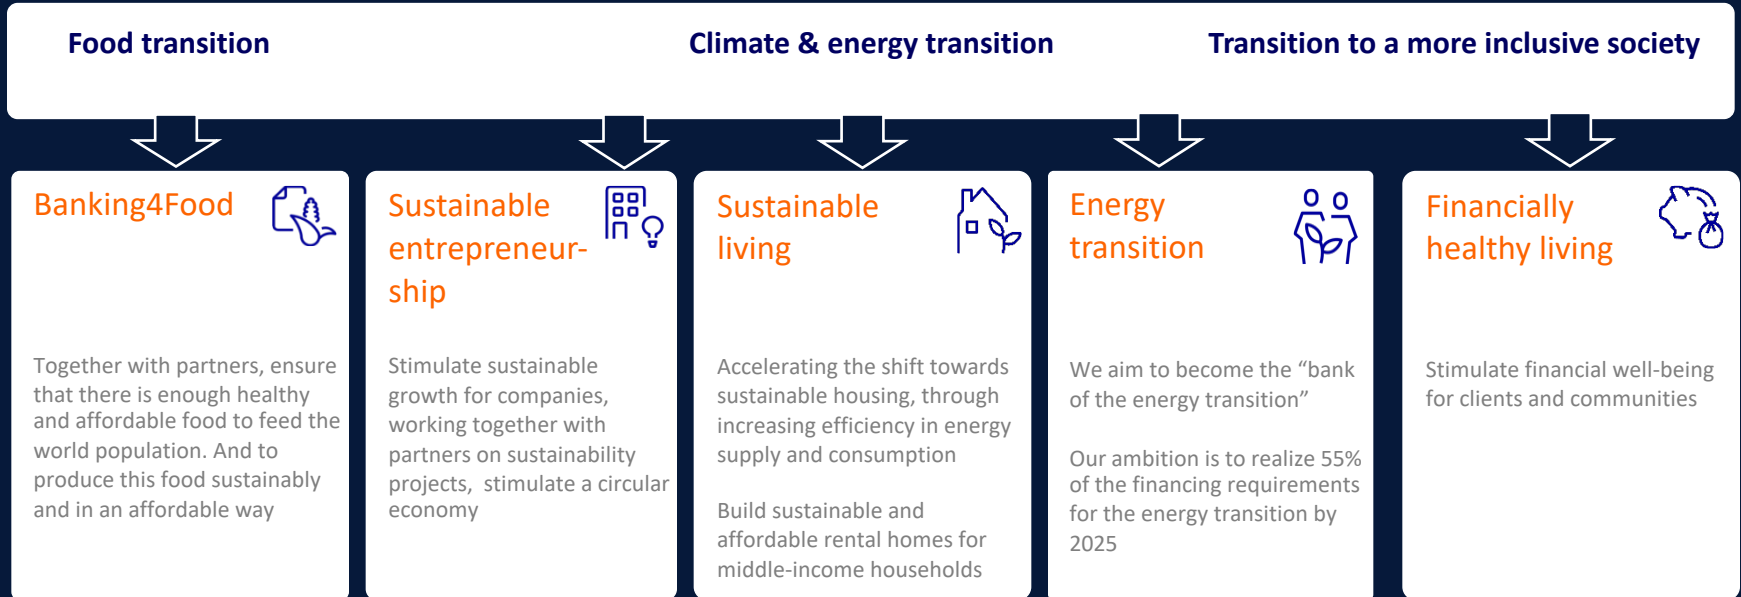 Food transition
Climate & energy transition
Transition to a more inclusive society
Banking4Food
Together with partners, ensure
that there is enough healthy
and affordable food to feed the
world population. And to
produce this food sustainably
and in an affordable way
Sustainable
entrepreneur-
ship
Stimulate sustainable
growth for companies,
working together with
partners on sustainability
projects, stimulate a circular
economy
Sustainable
living
Accelerating the shift towards
sustainable housing, through
increasing efficiency in energy
supply and consumption
Build sustainable and
affordable rental homes for
middle-income households
Energy
transition
We aim to become the “bank
of the energy transition”
Our ambition is to realize 55%
of the financing requirements
for the energy transition by
2025
Financially
healthy living
Stimulate financial well-being
for clients and communities